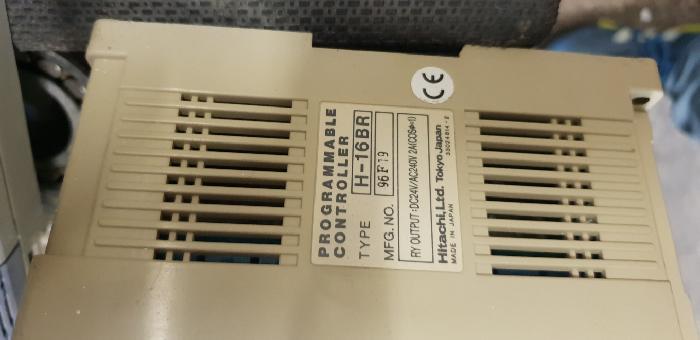 CE
PROGRAMMABLE
CONTROLLER
TYPE H-16BR
MFG. NO. 96F19
RY OUTPUT:DC24V/AC240V 2A(COSφ=1)
Hitachi,Ltd. Tokyo Japan
MADE IN JAPAN